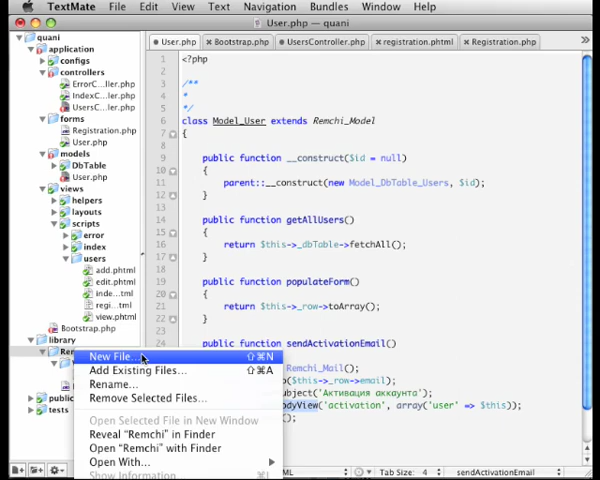 TextMate File Edit View Text Navigation Bundles Window Help
User.php — quani
quani
application
configs
controllers
ErrorC...ller.php
IndexC...ller.php
UsersC...ller.php
forms
Registration.php
User.php
models
DbTable
User.php
views
helpers
layouts
scripts
error
index
users
add.phtml
edit.phtml
inde...tml
regi...tml
view.phtml
Bootstrap.php
library
Rem
public
tests
User.php Bootstrap.php UsersController.php registration.phtml Registration.php
1 <?php
2
3 /**
4 *
5 */
6 class Model_User extends Remchi_Model
7 {
8
9 public function __construct($id = null)
10 {
11 parent::__construct(new Model_DbTable_Users, $id);
12 }
13
14 public function getAllUsers()
15 {
16 return $this->_dbTable->fetchAll();
17 }
18
19 public function populateForm()
20 {
21 return $this->_row->toArray();
22 }
23
24 public function sendActivationEmail()
Remchi_Mail();
o($this->_row->email);
ubject('Активация аккаунта');
odyView('activation', array('user' => $this));
();
New File... ⇧⌘N
Add Existing Files... ⇧⌘A
Rename...
Remove Selected Files...
Open Selected File in New Window
Reveal “Remchi” in Finder
Open “Remchi” with Finder
Open With...
Show Information...
ML Tab Size: 4 sendActivationEmail